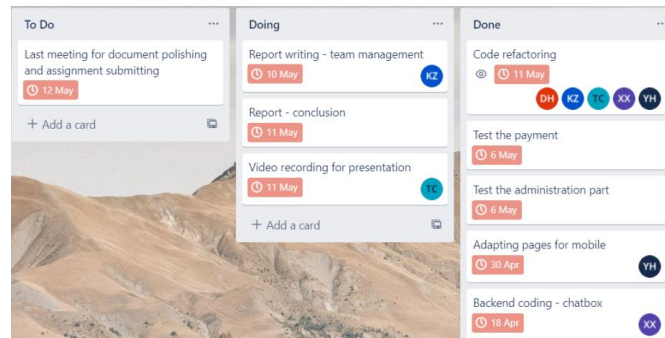 To Do
Last meeting for document polishing
and assignment submitting
12 May
+ Add a card
Doing
Report writing - team management
10 May
KZ
Report - conclusion
11 May
Video recording for presentation
11 May
TC
+ Add a card
Done
Code refactoring
11 May
DH KZ TC XX YH
Test the payment
6 May
Test the administration part
6 May
Adapting pages for mobile
30 Apr
YH
Backend coding - chatbox
18 Apr
XX